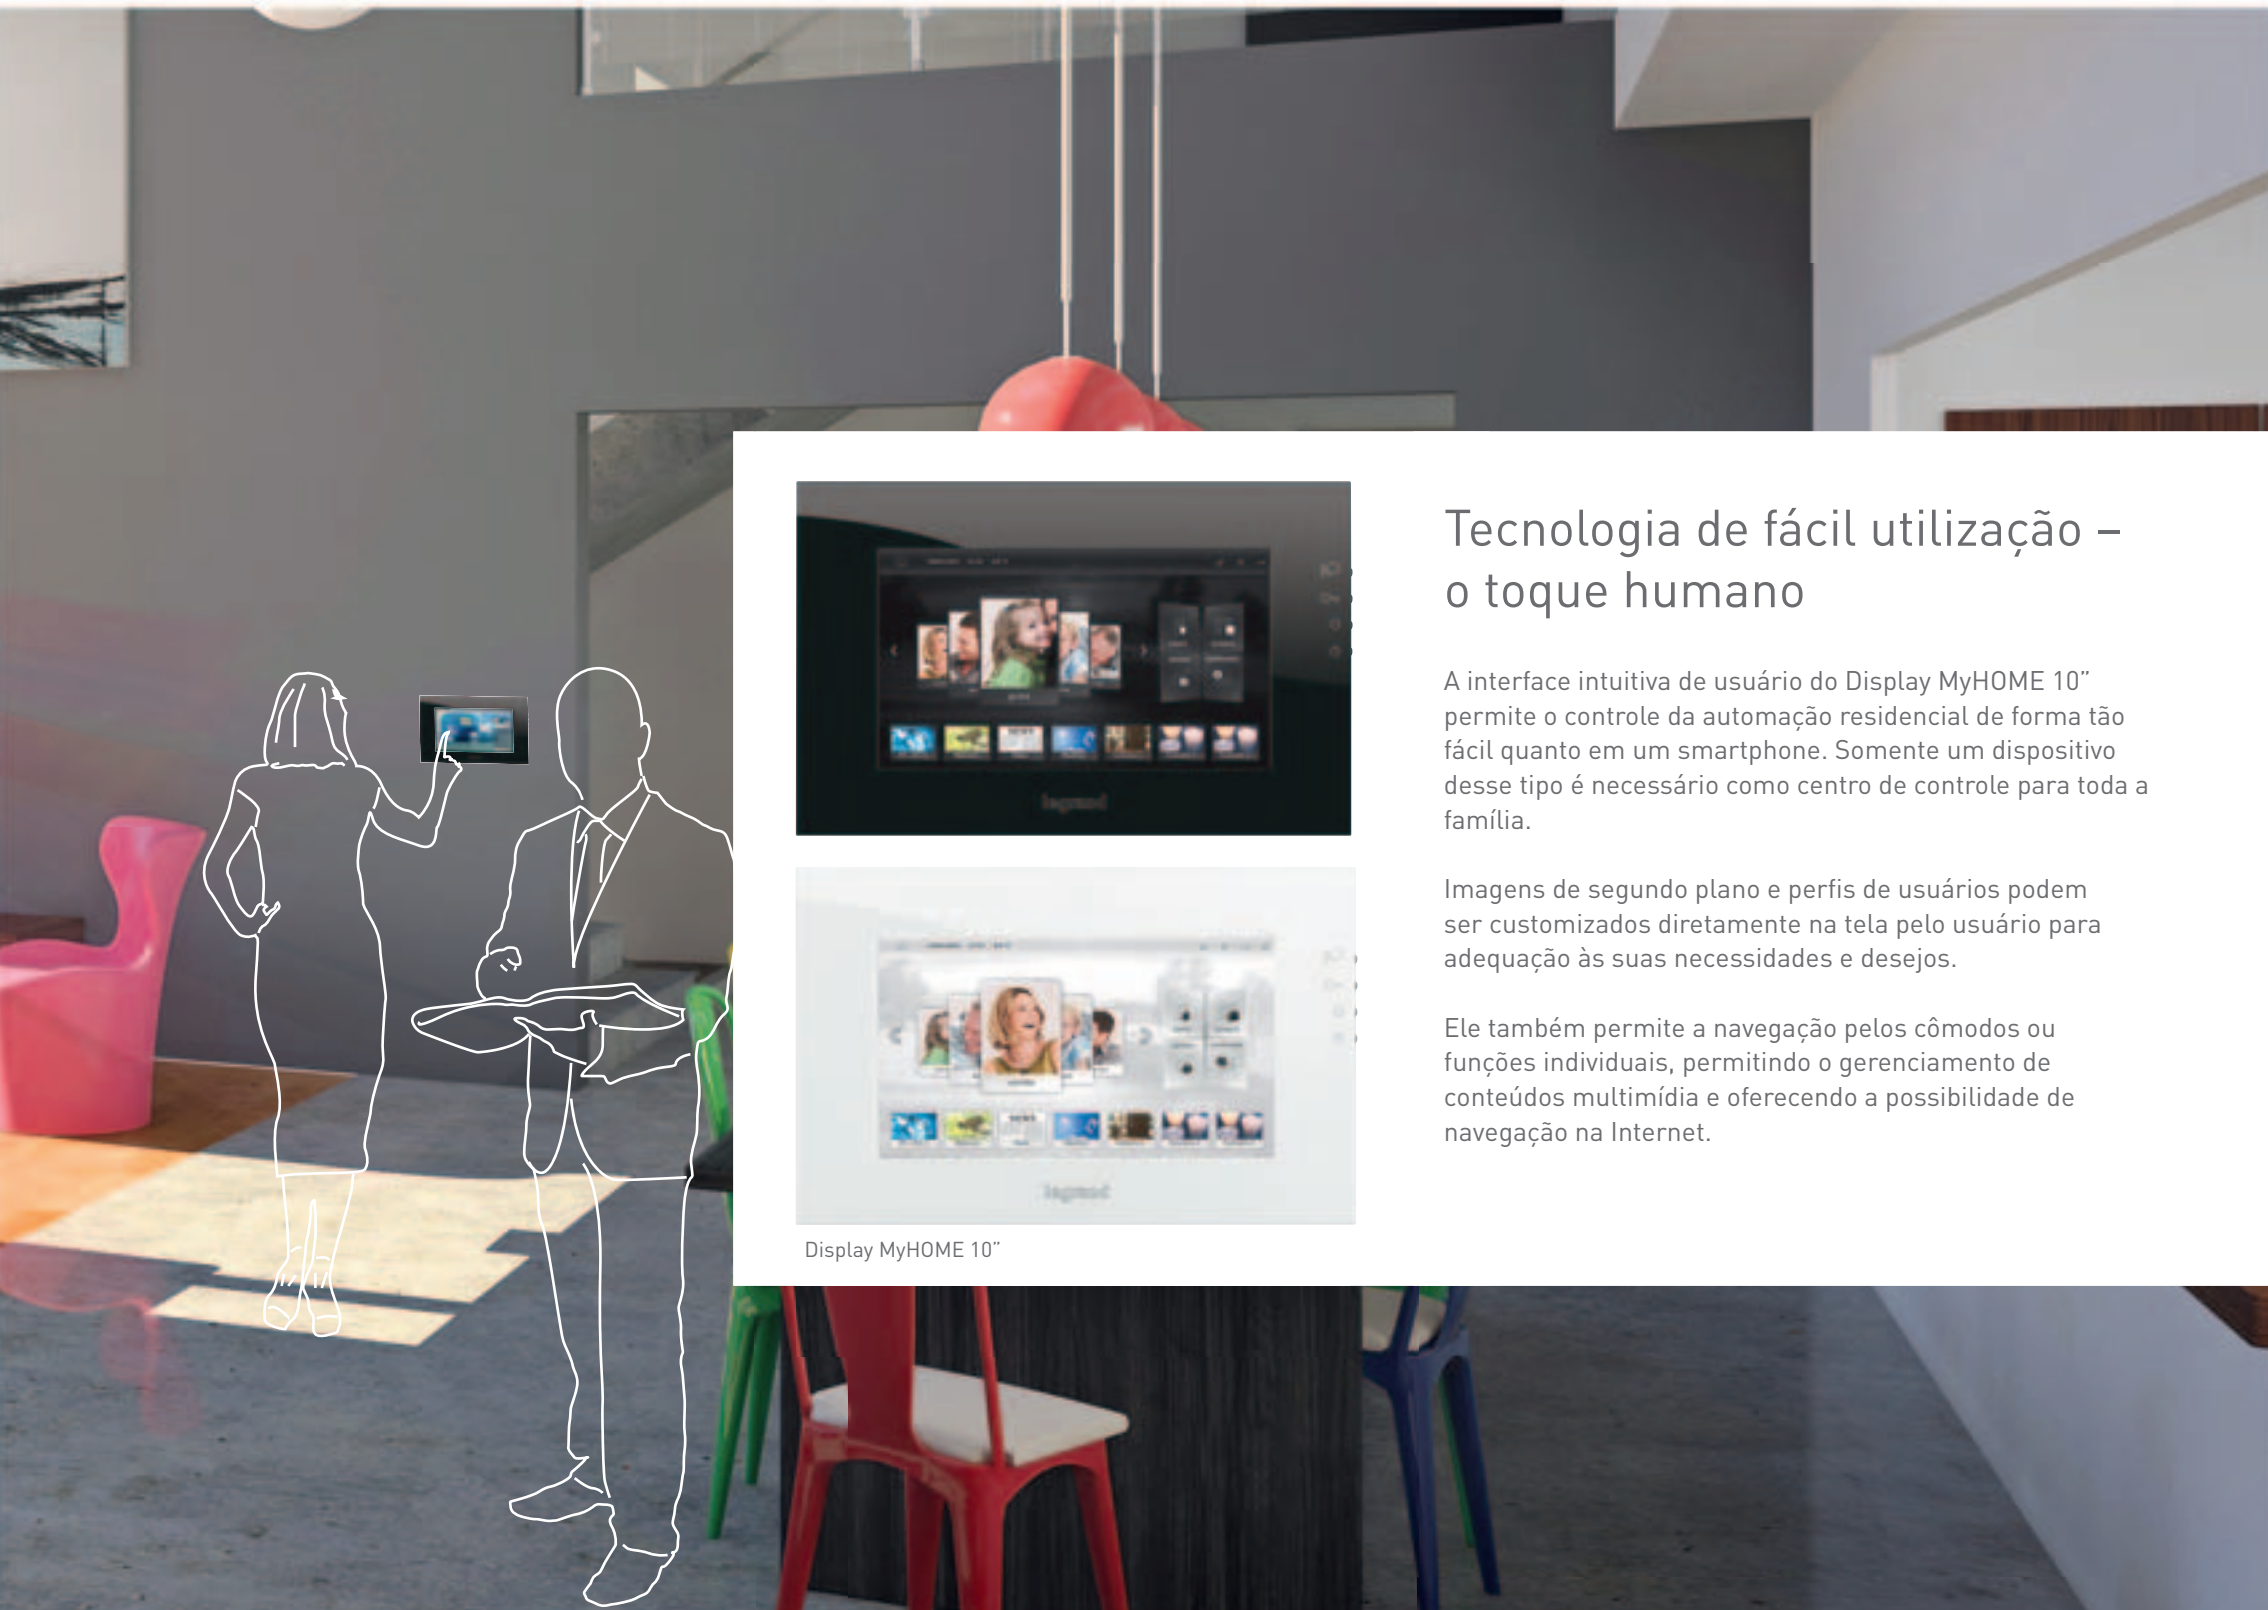 Tecnologia de fácil utilização –
o toque humano
A interface intuitiva de usuário do Display MyHOME 10”
permite o controle da automação residencial de forma tão
fácil quanto em um smartphone. Somente um dispositivo
desse tipo é necessário como centro de controle para toda a
família.
Imagens de segundo plano e perfis de usuários podem
ser customizados diretamente na tela pelo usuário para
adequação às suas necessidades e desejos.
Ele também permite a navegação pelos cômodos ou
funções individuais, permitindo o gerenciamento de
conteúdos multimídia e oferecendo a possibilidade de
navegação na Internet.
legrand
NEWS
legrand
Display MyHOME 10”